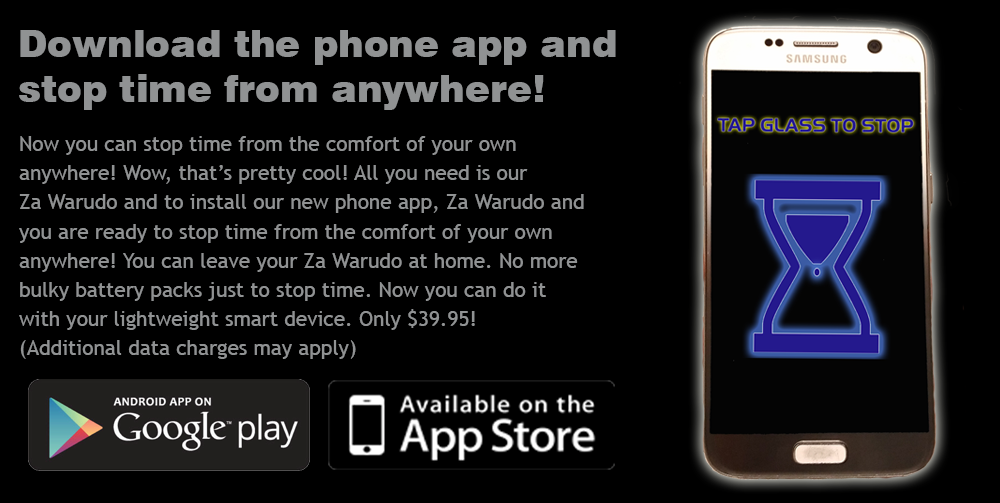 Download the phone app and
stop time from anywhere!
Now you can stop time from the comfort of your own
anywhere! Wow, that’s pretty cool! All you need is our
Za Warudo and to install our new phone app, Za Warudo and
you are ready to stop time from the comfort of your own
anywhere! You can leave your Za Warudo at home. No more
bulky battery packs just to stop time. Now you can do it
with your lightweight smart device. Only $39.95!
(Additional data charges may apply)
ANDROID APP ON
Google™ play
Available on the
App Store
SAMSUNG
TAP GLASS TO STOP